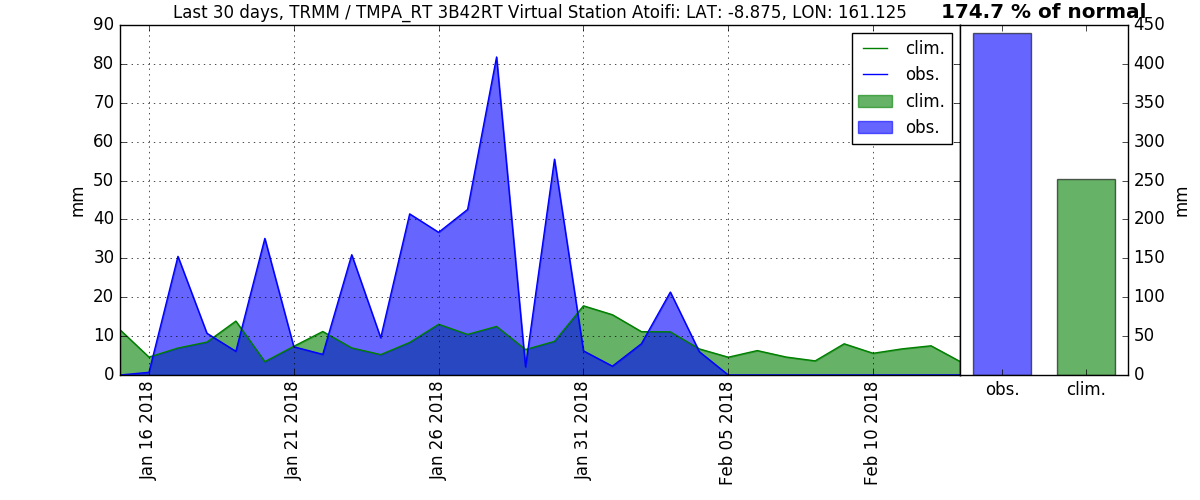 Last 30 days, TRMM / TMPA_RT 3B42RT Virtual Station Atoifi: LAT: -8.875, LON: 161.125
174.7 % of normal
90
80
70
60
50
40
30
20
10
0
mm
clim.
obs.
clim.
obs.
450
400
350
300
250
200
150
100
50
0
mm
Jan 16 2018
Jan 21 2018
Jan 26 2018
Jan 31 2018
Feb 05 2018
Feb 10 2018
obs.
clim.